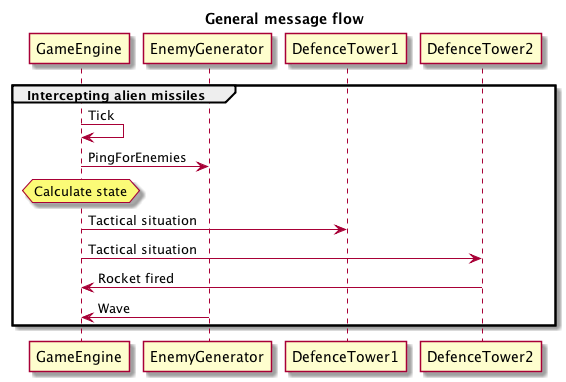 General message flow
GameEngine EnemyGenerator DefenceTower1 DefenceTower2
Intercepting alien missiles
Tick
PingForEnemies
Calculate state
Tactical situation
Tactical situation
Rocket fired
Wave
GameEngine EnemyGenerator DefenceTower1 DefenceTower2